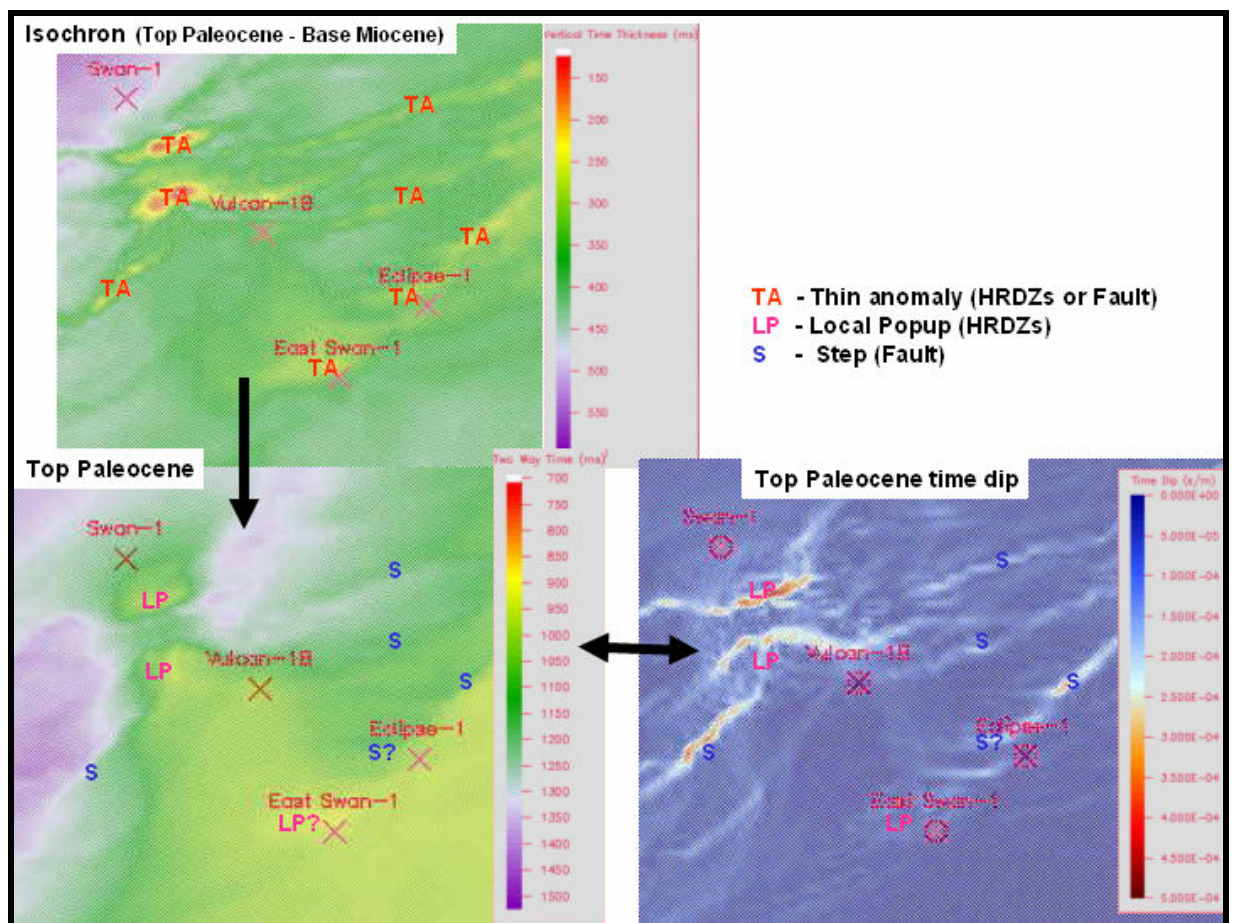 Isochron (Top Paleocene - Base Miocene)
Vertical Time Thickness (ms)
Swan-1
TA
TA
TA
Vulcan-1B
TA
TA
TA
Eclipse-1
TA
East Swan-1
TA
150
200
250
300
350
400
450
500
550
TA - Thin anomaly (HRDZs or Fault)
LP - Local Popup (HRDZs)
S - Step (Fault)
Top Paleocene
Swan-1
LP
S
S
LP
Vulcan-1B
S
S
Eclipse-1
S?
East Swan-1
LP?
Two Way Time (ms)
700
750
800
850
900
950
1000
1050
1100
1150
1200
1250
1300
1350
1400
1450
1500
Top Paleocene time dip
Swan-1
LP
S
S
LP
Vulcan-1B
S
S
Eclipse-1
S?
East Swan-1
LP
Time Dip (s/m)
0.000E+00
5.000E-05
1.000E-04
1.500E-04
2.000E-04
2.500E-04
3.000E-04
3.500E-04
4.000E-04
4.500E-04
5.000E-04